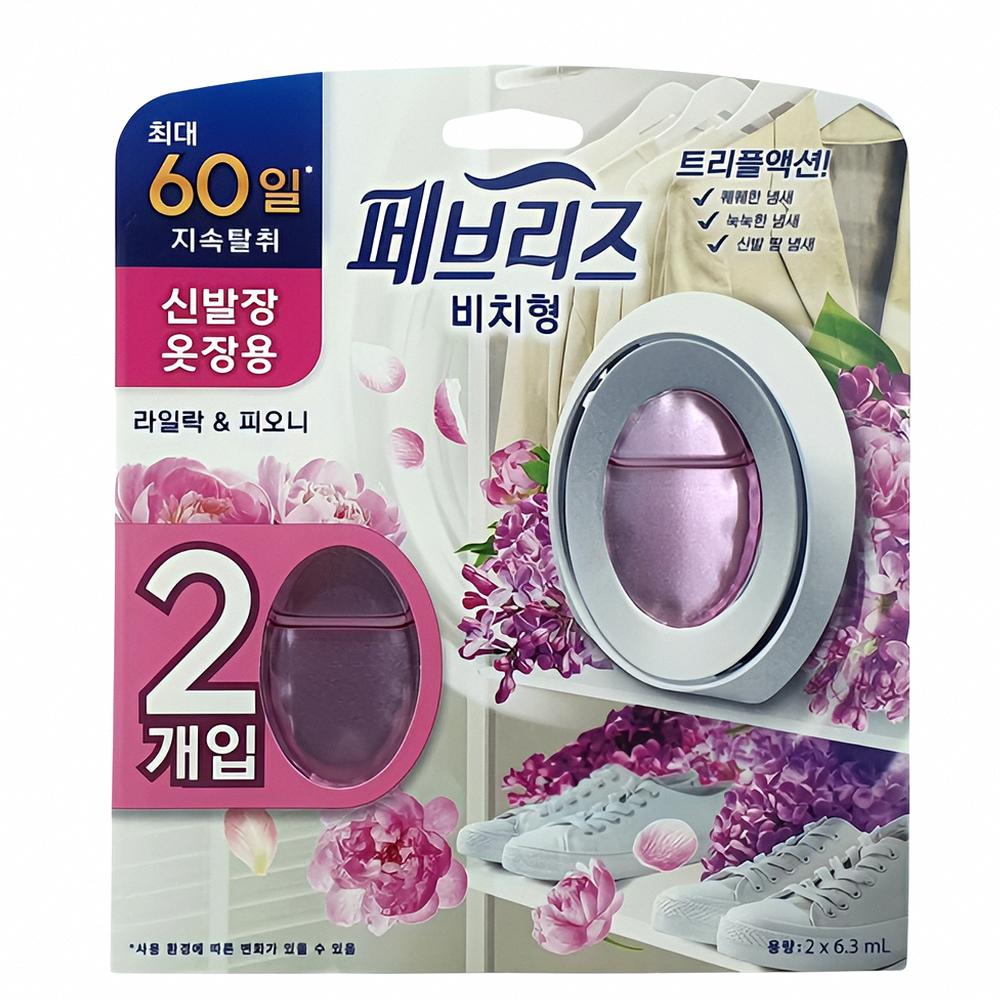 최대
60일*
지속탈취
신발장
옷장용
라일락 & 피오니
페브리즈
비치형
트리플액션!
✓ 퀘퀘한 냄새
✓ 눅눅한 냄새
✓ 신발 땀 냄새
2
개입
*사용 환경에 따른 변화가 있을 수 있음
용량: 2 x 6.3 mL